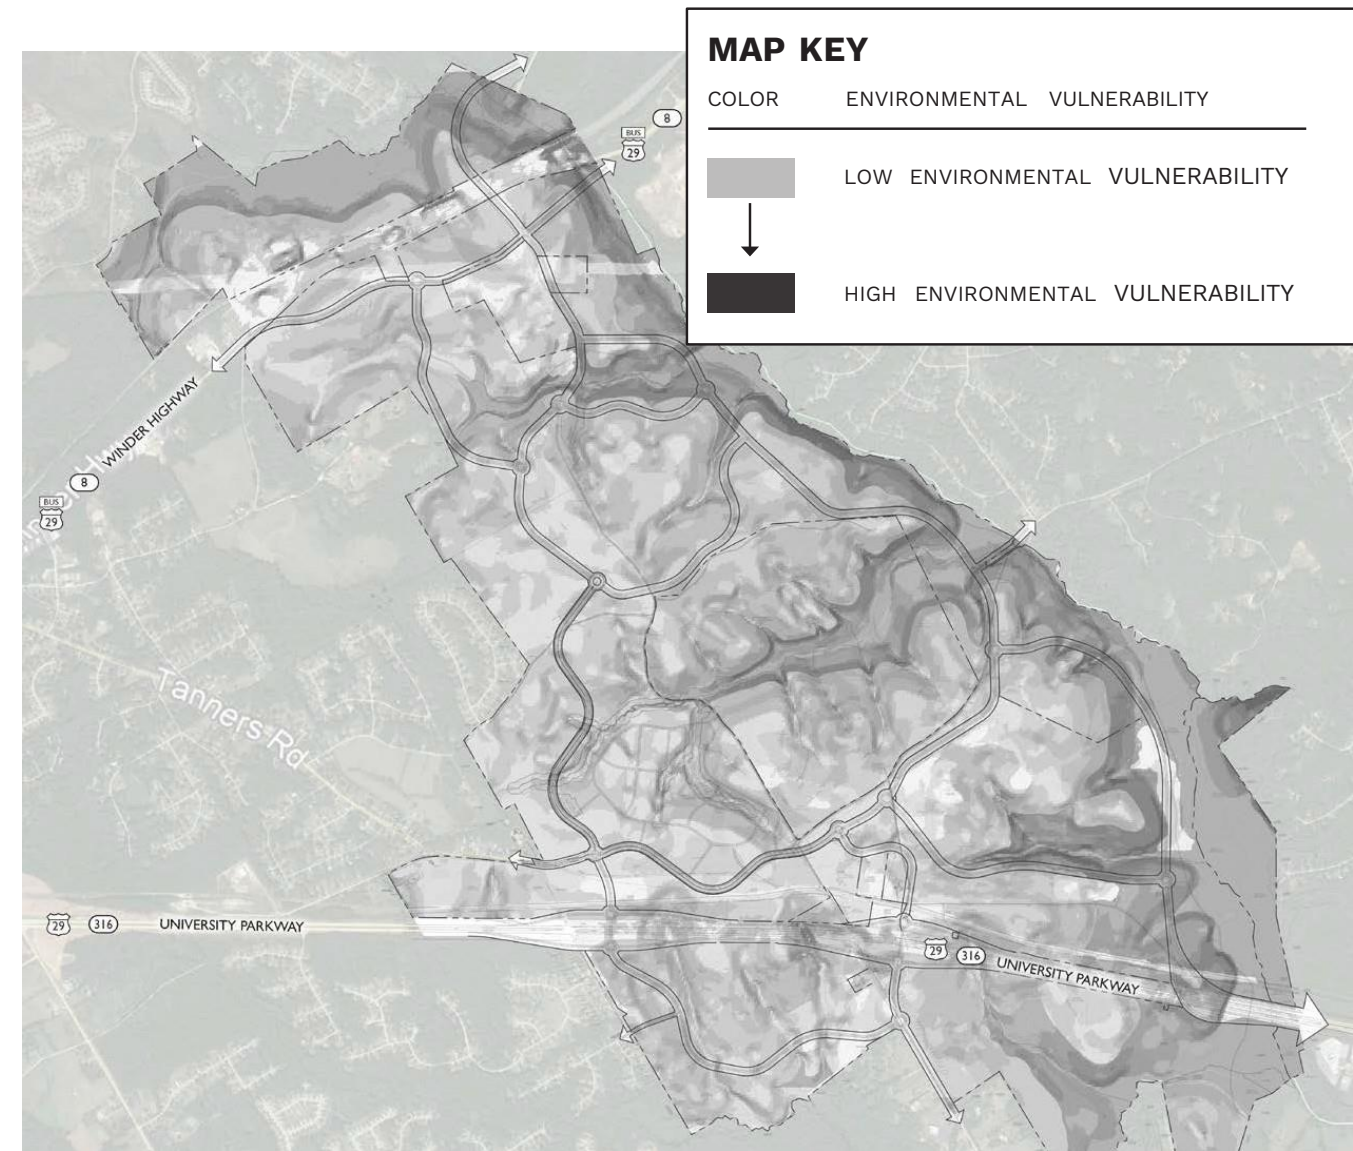 MAP KEY
COLOR ENVIRONMENTAL VULNERABILITY
LOW ENVIRONMENTAL VULNERABILITY
HIGH ENVIRONMENTAL VULNERABILITY
8
BUS
29
WINDER HIGHWAY
8
BUS
29
Tanners Rd
29
316
UNIVERSITY PARKWAY
29
316
UNIVERSITY PARKWAY